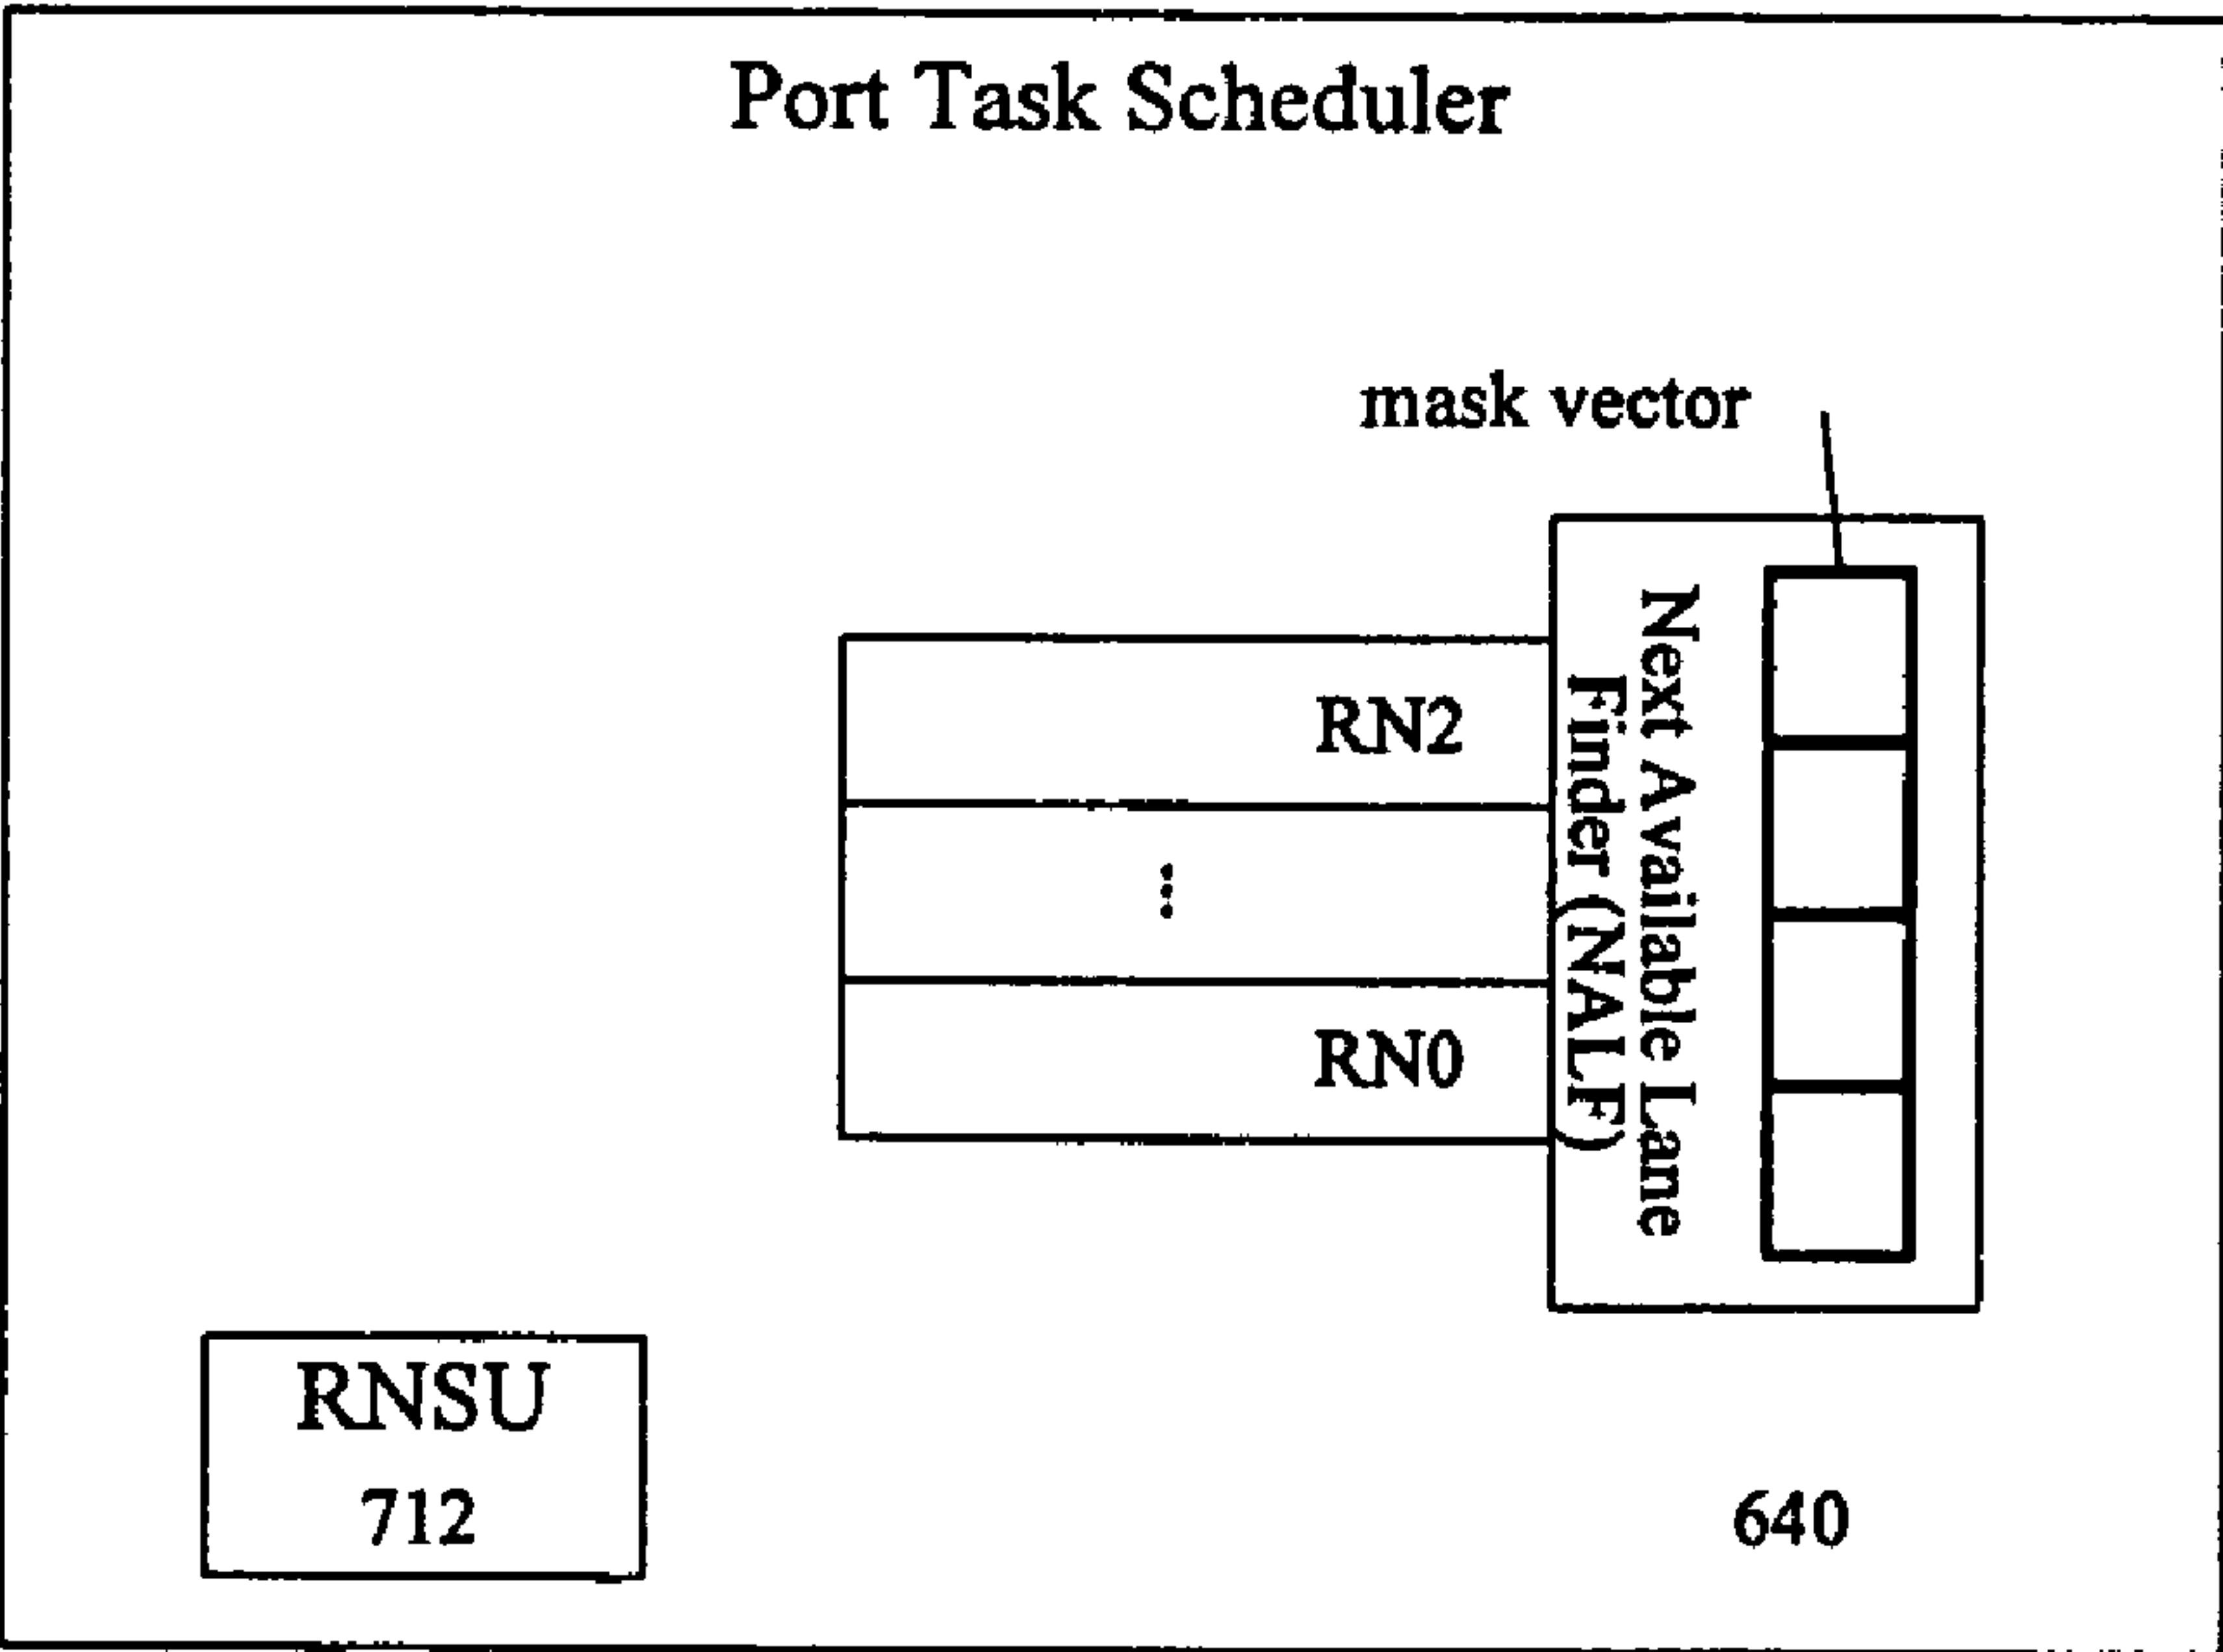 Port Task Scheduler
mask vector
RN2
Next Available Lane
Finder (NALF)
⋮
RN0
RNSU
712
640